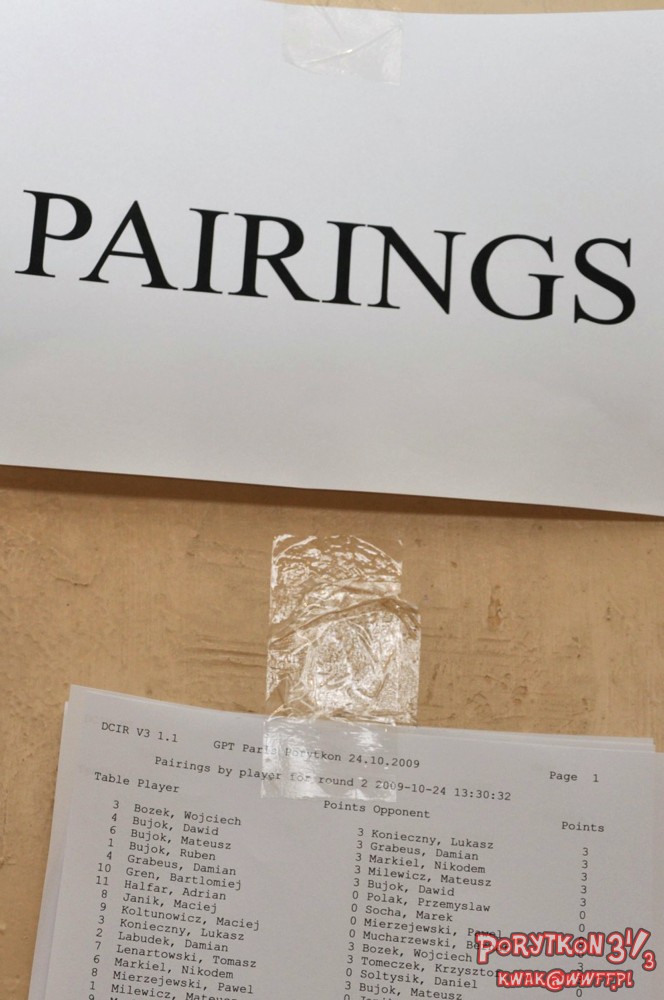 PAIRINGS
DCIR V3 1.1 GPT Paris Porytkon 24.10.2009 Page 1
Pairings by player for round 2 2009-10-24 13:30:32
Table Player Points Opponent Points
3 Bozek, Wojciech 3 Konieczny, Lukasz 3
4 Bujok, Dawid 3 Grabeus, Damian 3
6 Bujok, Mateusz 3 Markiel, Nikodem 3
1 Bujok, Ruben 3 Milewicz, Mateusz 3
4 Grabeus, Damian 3 Bujok, Dawid 3
10 Gren, Bartlomiej 0 Polak, Przemyslaw 0
11 Halfar, Adrian 0 Socha, Marek 0
8 Janik, Maciej 0 Mierzejewski, Pawel
9 Koltunowicz, Maciej 0 Mucharzewski,
3 Konieczny, Lukasz 3 Bozek, Wojciech
2 Labudek, Damian 3 Tomeczek, Krzysztof
7 Lenartowski, Tomasz 0 Soltysik, Daniel
6 Markiel, Nikodem 3 Bujok, Mateusz
8 Mierzejewski, Pawel 0
1 Milewicz, Mateusz
9
PORYTKON 3 1/3
KWAK@WWFF.PL